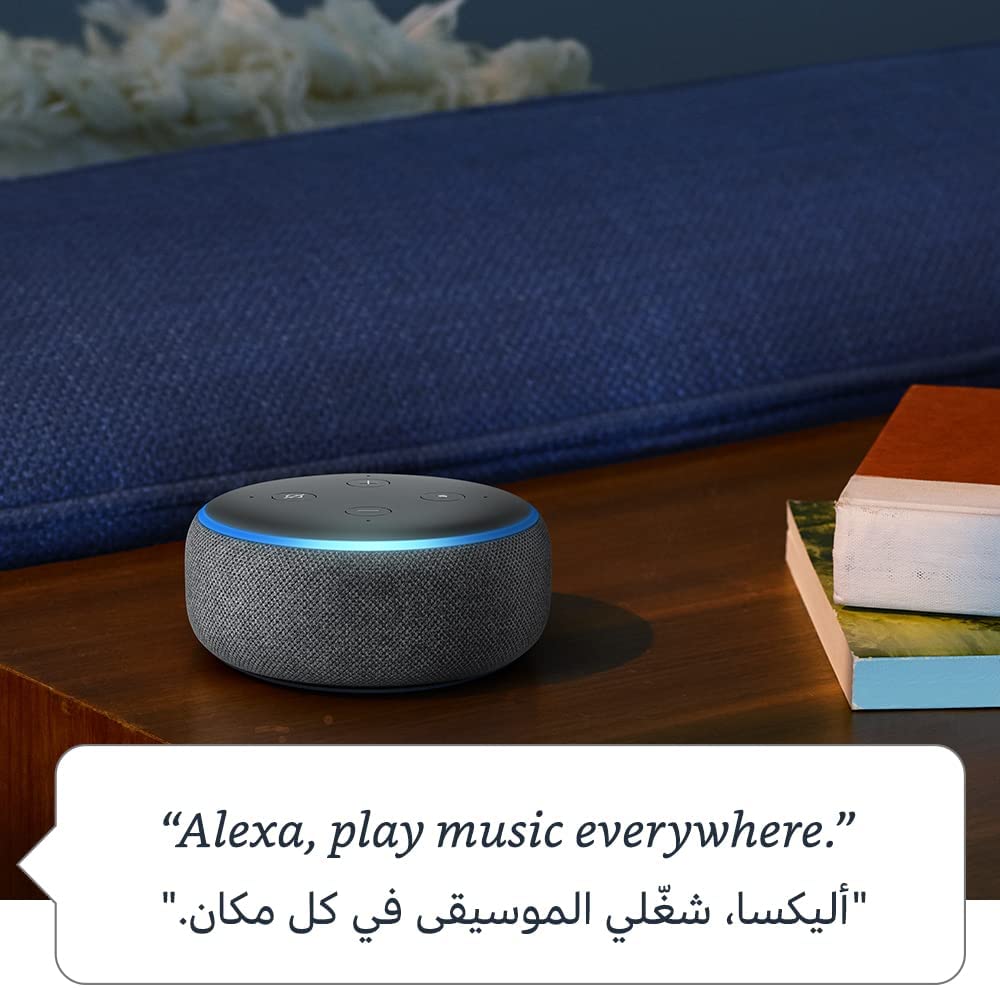 “Alexa, play music everywhere.”
"أليكسا، شغّلي الموسيقى في كل مكان."